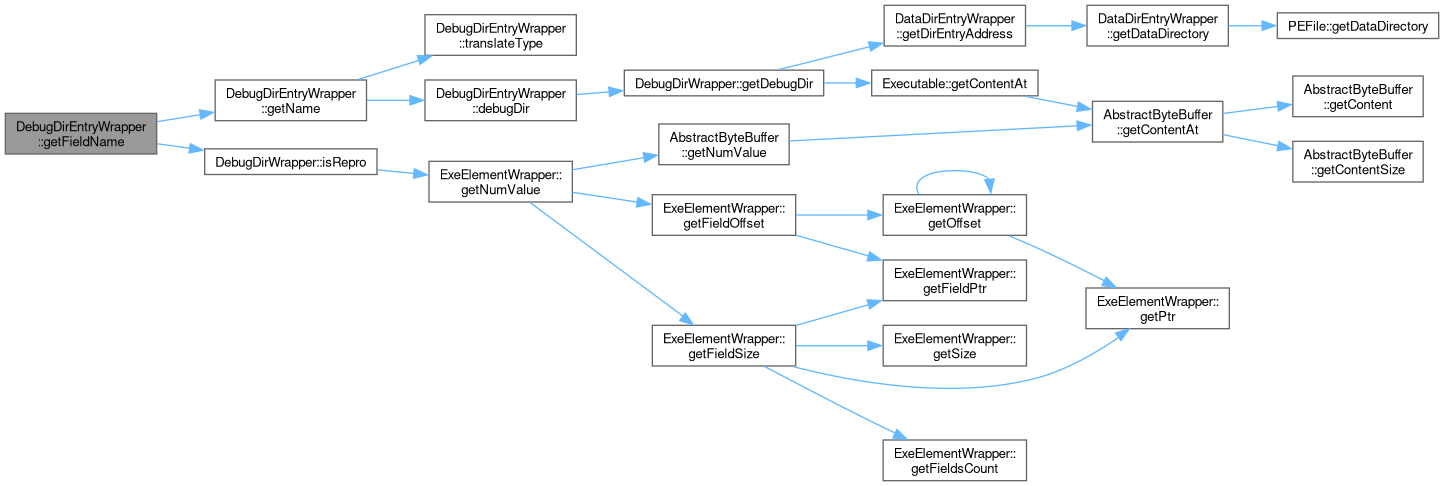 DebugDirEntryWrapper
::getFieldName
DebugDirEntryWrapper
::getName
DebugDirWrapper::isRepro
DebugDirEntryWrapper
::translateType
DebugDirEntryWrapper
::debugDir
ExeElementWrapper::
getNumValue
DebugDirWrapper::getDebugDir
AbstractByteBuffer
::getNumValue
ExeElementWrapper::
getFieldOffset
ExeElementWrapper::
getFieldSize
DataDirEntryWrapper
::getDirEntryAddress
Executable::getContentAt
ExeElementWrapper::
getOffset
ExeElementWrapper::
getFieldPtr
ExeElementWrapper::
getSize
ExeElementWrapper::
getFieldsCount
DataDirEntryWrapper
::getDataDirectory
AbstractByteBuffer
::getContentAt
ExeElementWrapper::
getPtr
PEFile::getDataDirectory
AbstractByteBuffer
::getContent
AbstractByteBuffer
::getContentSize